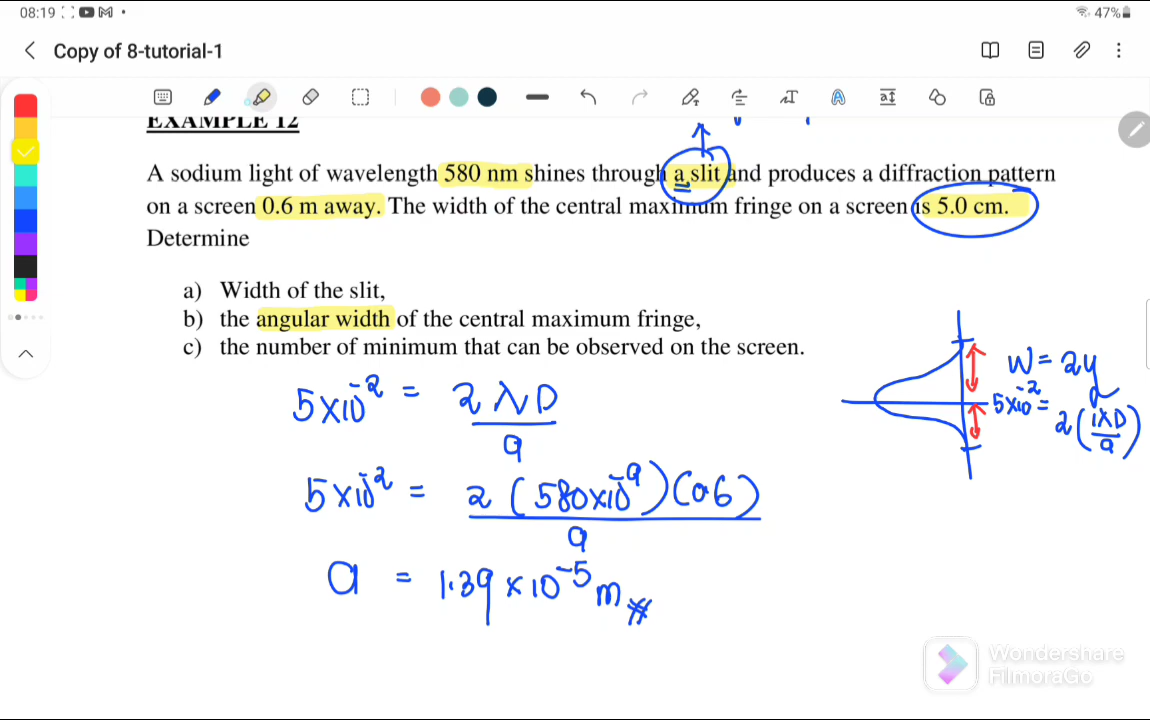 08:19
47%
Copy of 8-tutorial-1
EXAMPLE 12
A sodium light of wavelength 580 nm shines through a slit and produces a diffraction pattern
on a screen 0.6 m away. The width of the central maximum fringe on a screen is 5.0 cm.
Determine
a) Width of the slit,
b) the angular width of the central maximum fringe,
c) the number of minimum that can be observed on the screen.
5×10⁻² = 2λD/a
5×10⁻² = 2(580×10⁻⁹)(0.6)/a
a = 1.39 × 10⁻⁵ m #
W = 2y
5×10⁻² = 2(1λD/a)
Wondershare
FilmoraGo